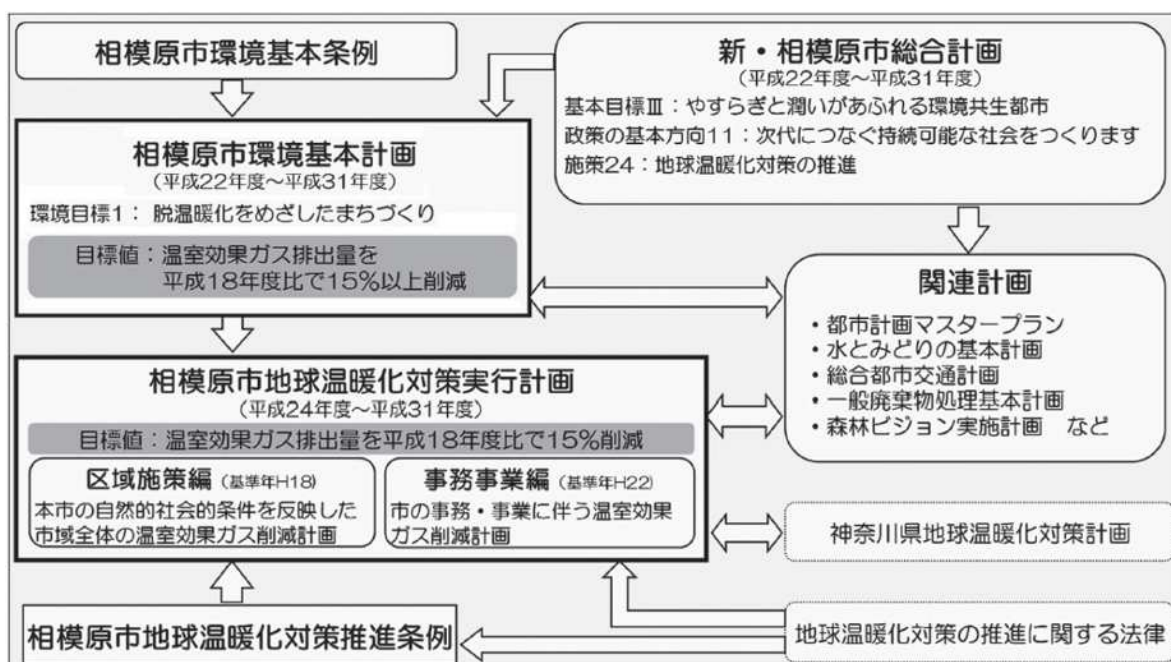 相模原市環境基本条例
新・相模原市総合計画
(平成22年度~平成31年度)
基本目標Ⅲ:やすらぎと潤いがあふれる環境共生都市
政策の基本方向11:次代につなぐ持続可能な社会をつくります
施策24:地球温暖化対策の推進
相模原市環境基本計画
(平成22年度~平成31年度)
環境目標1: 脱温暖化をめざしたまちづくり
目標値:温室効果ガス排出量を
平成18年度比で15%以上削減
関連計画
・都市計画マスタープラン
・水とみどりの基本計画
・総合都市交通計画
・一般廃棄物処理基本計画
・森林ビジョン実施計画 など
相模原市地球温暖化対策実行計画
(平成24年度~平成31年度)
目標値:温室効果ガス排出量を平成18年度比で15%削減
区域施策編 (基準年H18)
本市の自然的社会的条件を反映した
市域全体の温室効果ガス削減計画
事務事業編 (基準年H22)
市の事務・事業に伴う温室効果
ガス削減計画
神奈川県地球温暖化対策計画
相模原市地球温暖化対策推進条例
地球温暖化対策の推進に関する法律